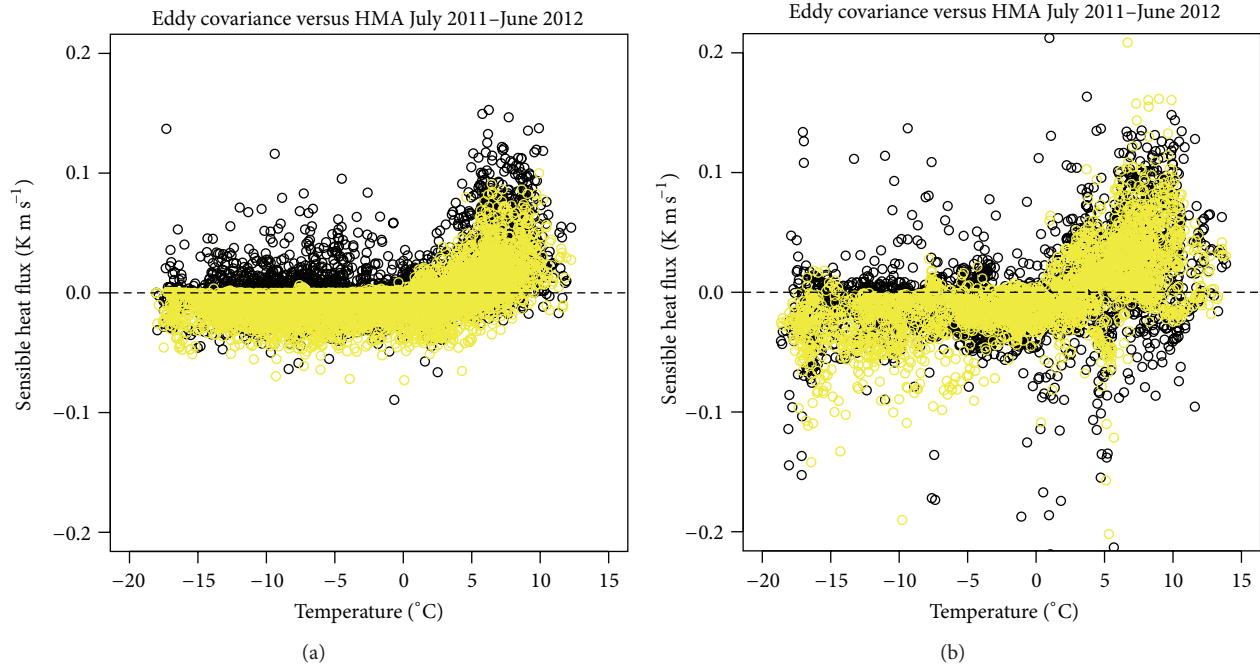 Eddy covariance versus HMA July 2011–June 2012
0.2
0.1
0.0
−0.1
−0.2
Sensible heat flux (K m s⁻¹)
−20 −15 −10 −5 0 5 10 15
Temperature (°C)
(a)
Eddy covariance versus HMA July 2011–June 2012
0.2
0.1
0.0
−0.1
−0.2
Sensible heat flux (K m s⁻¹)
−20 −15 −10 −5 0 5 10 15
Temperature (°C)
(b)